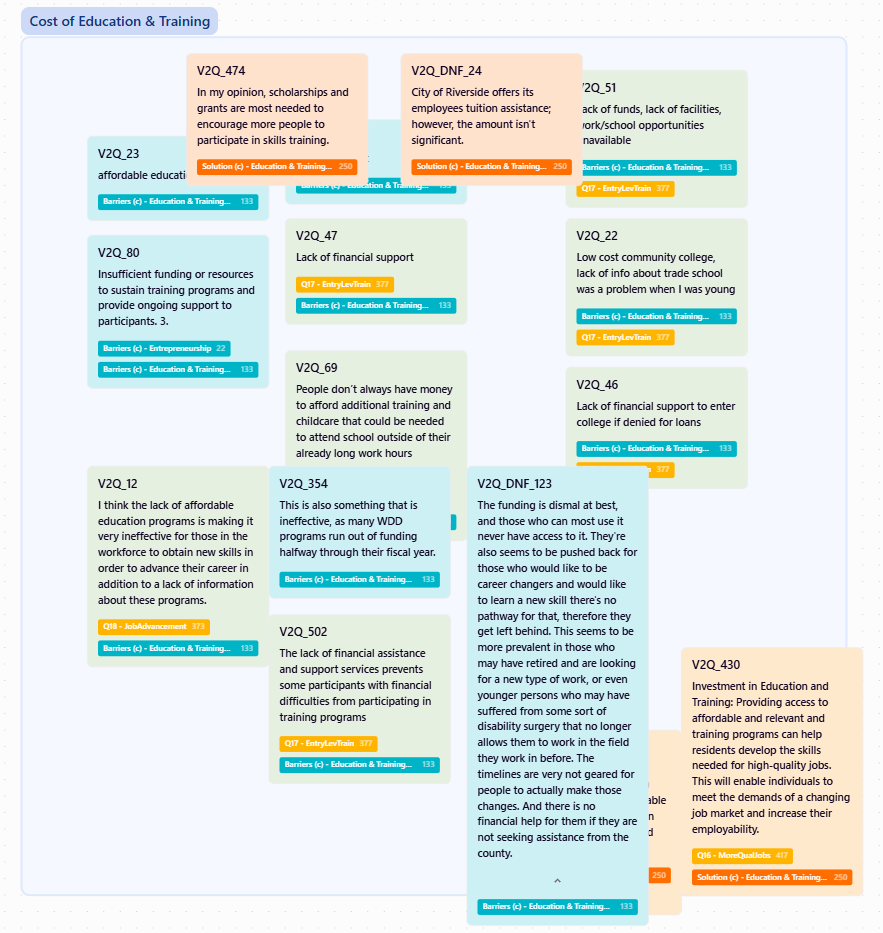 Cost of Education & Training
V2Q_474
In my opinion, scholarships and
grants are most needed to
encourage more people to
participate in skills training.
Solution (c) - Education & Training... 250
V2Q_DNF_24
City of Riverside offers its
employees tuition assistance;
however, the amount isn't
significant.
Solution (c) - Education & Training... 250
V2Q_51
ack of funds, lack of facilities,
work/school opportunities
unavailable
Barriers (c) - Education & Training... 133
Q17 - EntryLevTrain 377
V2Q_23
affordable educati
Barriers (c) - Education & Training... 133
Barriers (c) - Education & Training... 133
V2Q_80
Insufficient funding or resources
to sustain training programs and
provide ongoing support to
participants. 3.
Barriers (c) - Entrepreneurship 22
Barriers (c) - Education & Training... 133
V2Q_47
Lack of financial support
Q17 - EntryLevTrain 377
Barriers (c) - Education & Training... 133
V2Q_22
Low cost community college,
lack of info about trade school
was a problem when I was young
Barriers (c) - Education & Training... 133
Q17 - EntryLevTrain 377
V2Q_69
People don't always have money
to afford additional training and
childcare that could be needed
to attend school outside of their
already long work hours
V2Q_46
Lack of financial support to enter
college if denied for loans
Barriers (c) - Education & Training... 133
377
V2Q_12
I think the lack of affordable
education programs is making it
very ineffective for those in the
workforce to obtain new skills in
order to advance their career in
addition to a lack of information
about these programs.
Q18 - JobAdvancement 373
Barriers (c) - Education & Training... 133
V2Q_354
This is also something that is
ineffective, as many WDD
programs run out of funding
halfway through their fiscal year.
Barriers (c) - Education & Training... 133
V2Q_502
The lack of financial assistance
and support services prevents
some participants with financial
difficulties from participating in
training programs
Q17 - EntryLevTrain 377
Barriers (c) - Education & Training... 133
V2Q_DNF_123
The funding is dismal at best,
and those who can most use it
never have access to it. They're
also seems to be pushed back for
those who would like to be
career changers and would like
to learn a new skill there's no
pathway for that, therefore they
get left behind. This seems to be
more prevalent in those who
may have retired and are looking
for a new type of work, or even
younger persons who may have
suffered from some sort of
disability surgery that no longer
allows them to work in the field
they work in before. The
timelines are very not geared for
people to actually make those
changes. And there is no
financial help for them if they are
not seeking assistance from the
county.
Barriers (c) - Education & Training... 133
able
n
d
250
V2Q_430
Investment in Education and
Training: Providing access to
affordable and relevant and
training programs can help
residents develop the skills
needed for high-quality jobs.
This will enable individuals to
meet the demands of a changing
job market and increase their
employability.
Q16 - MoreQualJobs 417
Solution (c) - Education & Training... 250